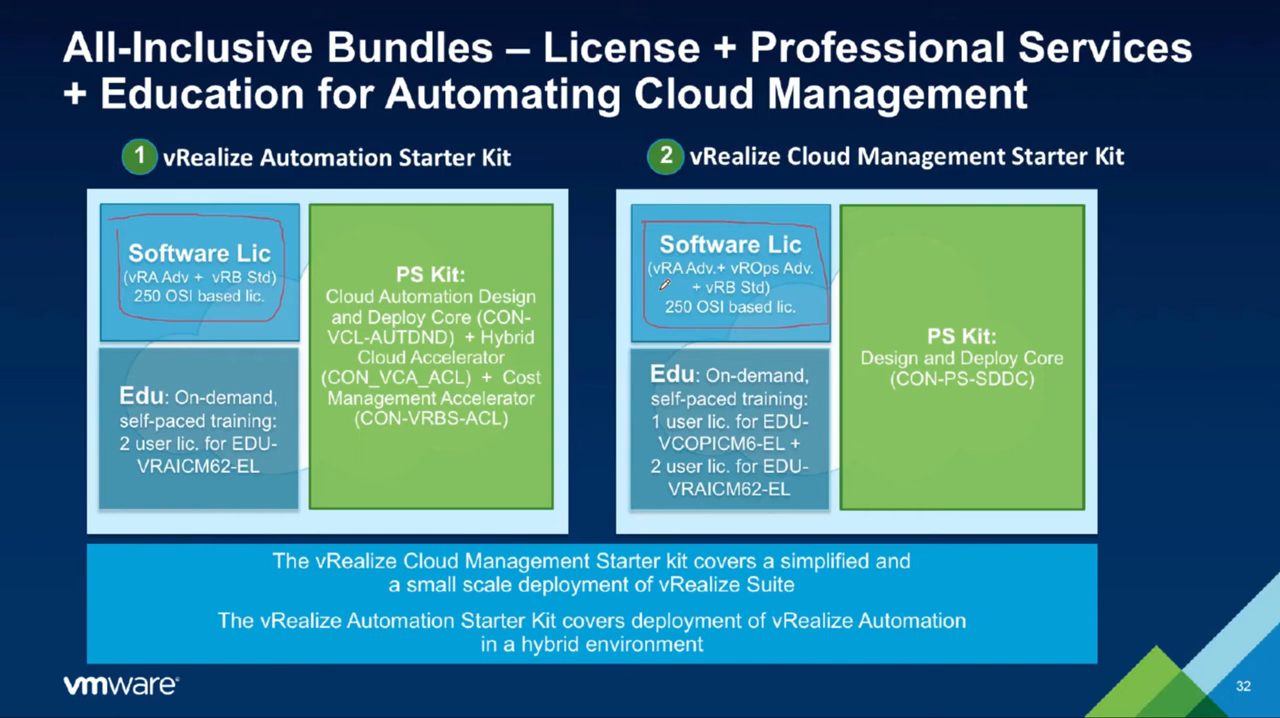 All-Inclusive Bundles – License + Professional Services
+ Education for Automating Cloud Management
1 vRealize Automation Starter Kit
Software Lic
(vRA Adv + vRB Std)
250 OSI based lic.
Edu: On-demand,
self-paced training:
2 user lic. for EDU-
VRAICM62-EL
PS Kit:
Cloud Automation Design
and Deploy Core (CON-
VCL-AUTDND) + Hybrid
Cloud Accelerator
(CON_VCA_ACL) + Cost
Management Accelerator
(CON-VRBS-ACL)
2 vRealize Cloud Management Starter Kit
Software Lic
(vRA Adv.+ vROps Adv.
+ vRB Std)
250 OSI based lic.
Edu: On-demand,
self-paced training:
1 user lic. for EDU-
VCOPICM6-EL +
2 user lic. for EDU-
VRAICM62-EL
PS Kit:
Design and Deploy Core
(CON-PS-SDDC)
The vRealize Cloud Management Starter kit covers a simplified and
a small scale deployment of vRealize Suite
The vRealize Automation Starter Kit covers deployment of vRealize Automation
in a hybrid environment
vmware
32